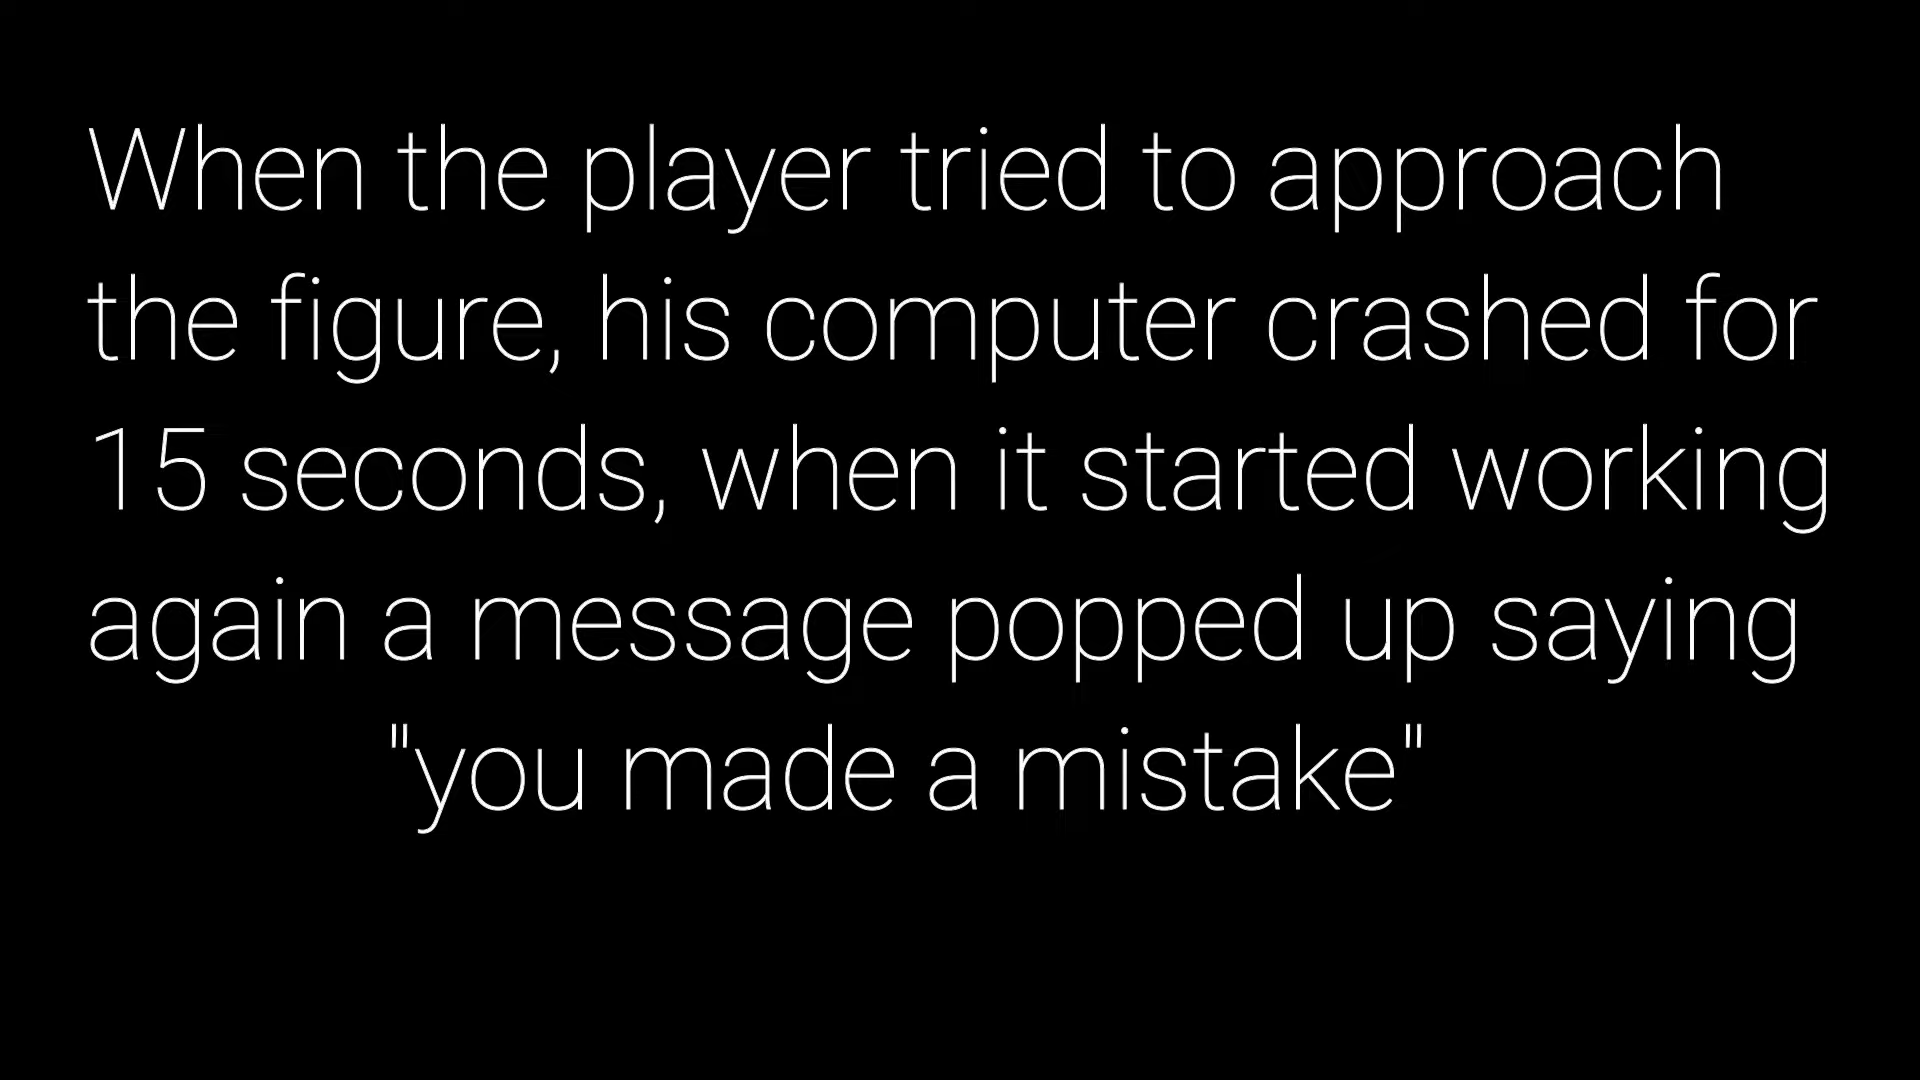 When the player tried to approach
the figure, his computer crashed for
15 seconds, when it started working
again a message popped up saying
"you made a mistake"